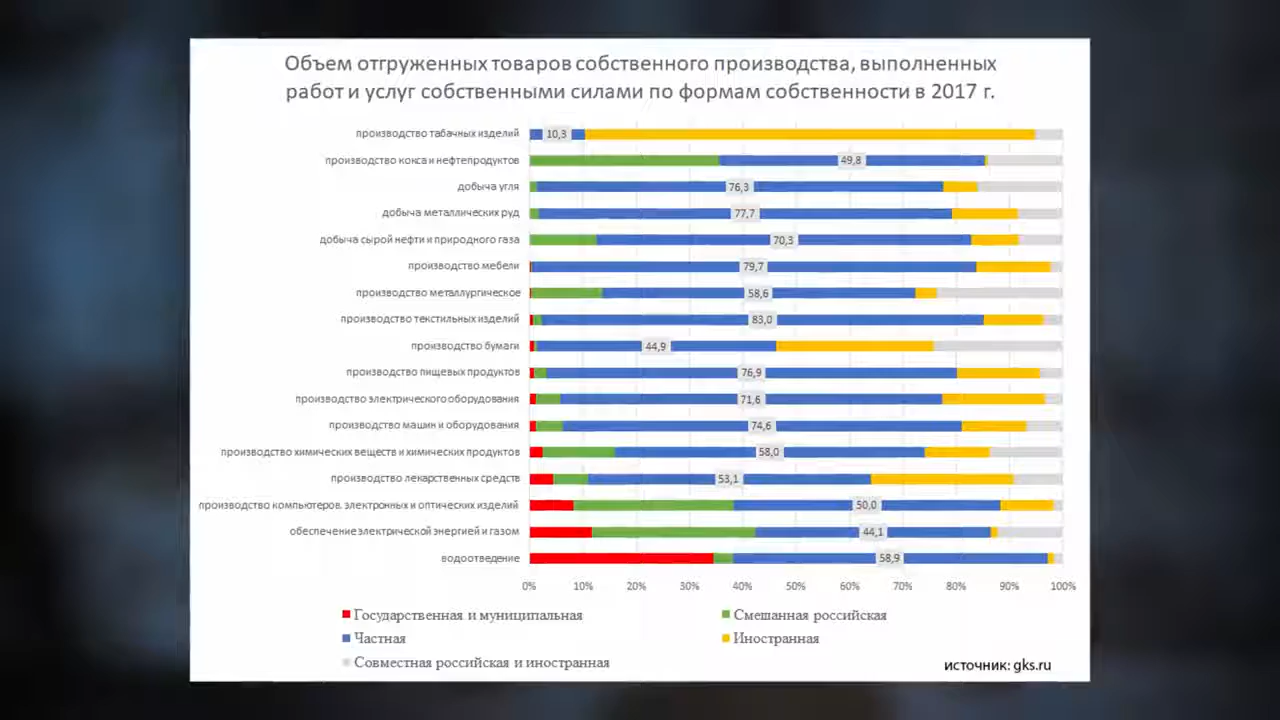 Объем отгруженных товаров собственного производства, выполненных
работ и услуг собственными силами по формам собственности в 2017 г.
производство табачных изделий 10,3
производство кокса и нефтепродуктов 49,8
добыча угля 76,3
добыча металлических руд 77,7
добыча сырой нефти и природного газа 70,3
производство мебели 79,7
производство металлургическое 58,6
производство текстильных изделий 83,0
производство бумаги 44,9
производство пищевых продуктов 76,9
производство электрического оборудования 71,6
производство машин и оборудования 74,6
производство химических веществ и химических продуктов 58,0
производство лекарственных средств 53,1
производство компьютеров, электронных и оптических изделий 50,0
обеспечение электрической энергией и газом 44,1
водоотведение 58,9
0% 10% 20% 30% 40% 50% 60% 70% 80% 90% 100%
Государственная и муниципальная Смешанная российская
Частная Иностранная
Совместная российская и иностранная
источник: gks.ru